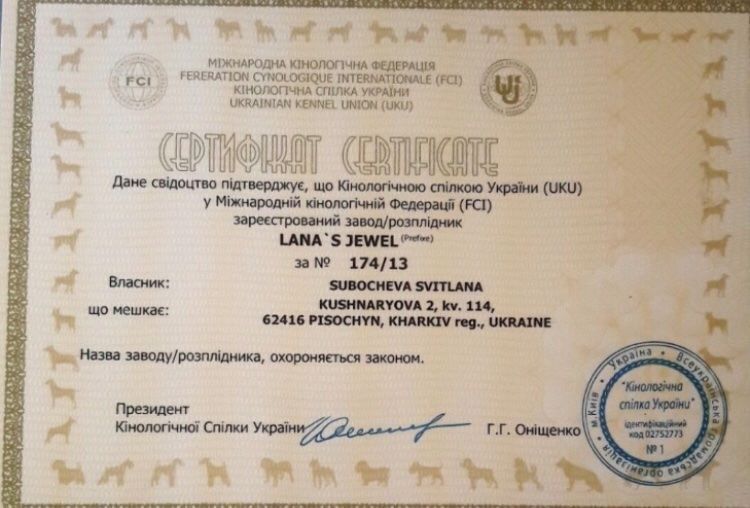 FCI
МІЖНАРОДНА КІНОЛОГІЧНА ФЕДЕРАЦІЯ
FERERATION CYNOLOGIQUE INTERNATIONALE (FCI)
КІНОЛОГІЧНА СПІЛКА УКРАЇНИ
UKRAINIAN KENNEL UNION (UKU)
СЕРТИФІКАТ CERTIFICATE
Дане свідоцтво підтверджує, що Кінологічною спілкою України (UKU)
у Міжнародній кінологічній Федерації (FCI)
зареєстрований завод/розплідник
LANA`S JEWEL (Prefixe)
за № 174/13
Власник: SUBOCHEVA SVITLANA
що мешкає: KUSHNARYOVA 2, kv. 114,
62416 PISOCHYN, KHARKIV reg., UKRAINE
Назва заводу/розплідника, охороняється законом.
Президент
Кінологічної Спілки України Г.Г. Оніщенко
м.Київ * Україна * Всеукраїнська громадська організація
"Кінологічна
спілка України"
ідентифікаційний
код 02752773
№ 1